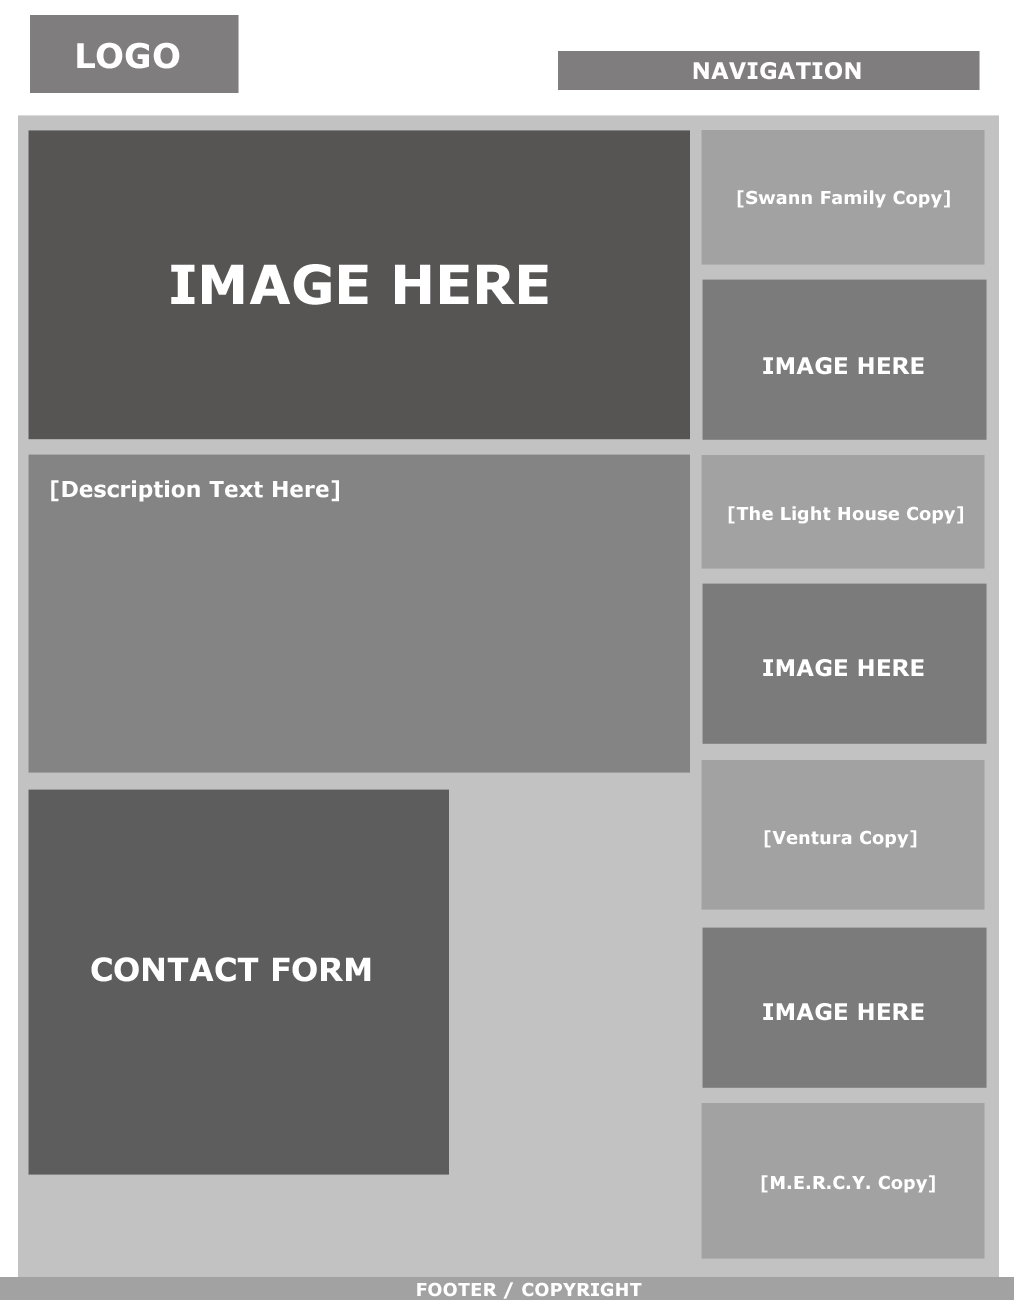 LOGO
NAVIGATION
IMAGE HERE
[Description Text Here]
CONTACT FORM
[Swann Family Copy]
IMAGE HERE
[The Light House Copy]
IMAGE HERE
[Ventura Copy]
IMAGE HERE
[M.E.R.C.Y. Copy]
FOOTER / COPYRIGHT